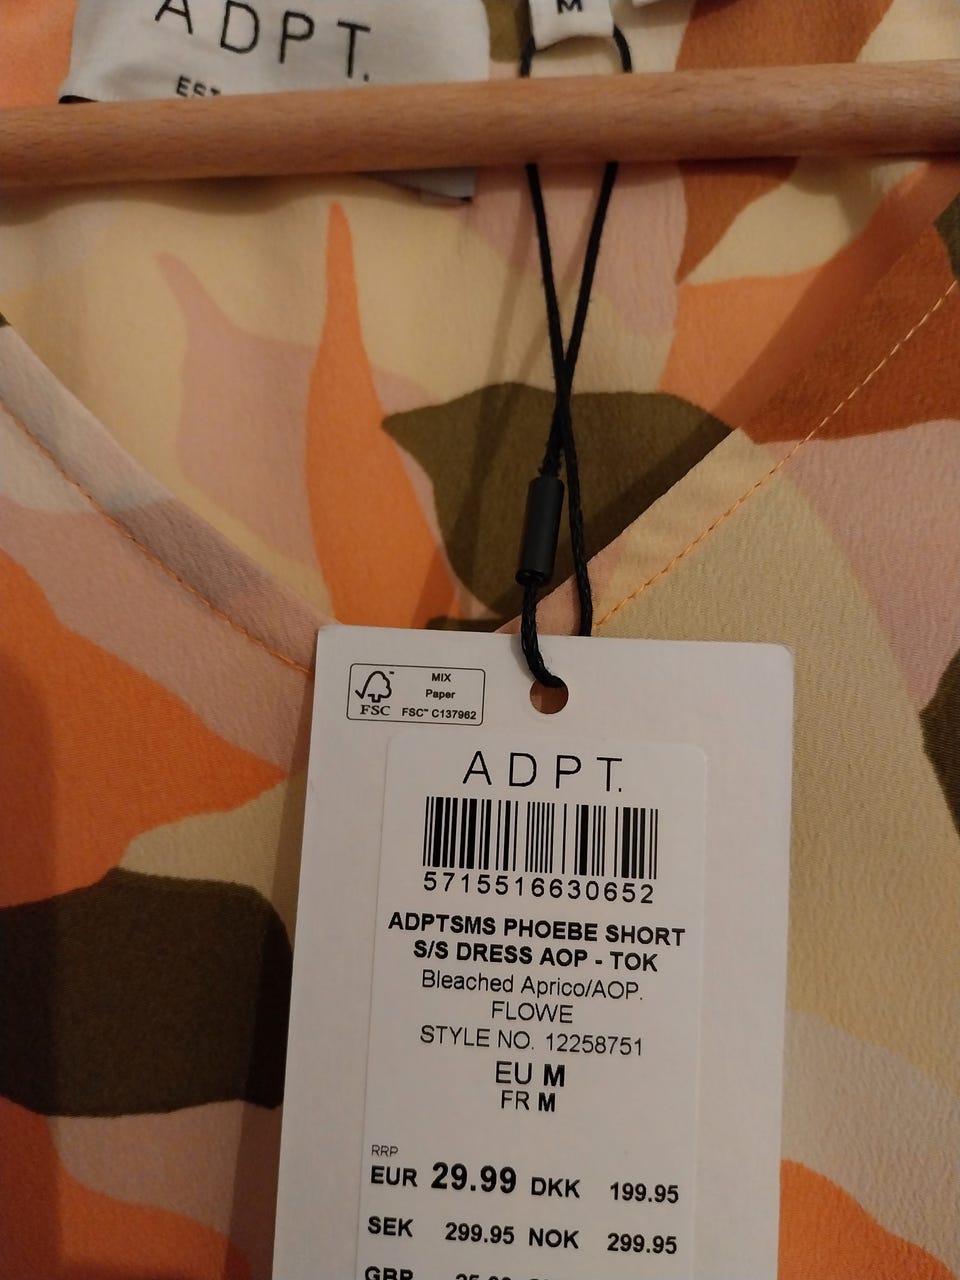 ADPT.
M
MIX
Paper
FSC
FSC™ C137962
ADPT.
5715516630652
ADPTSMS PHOEBE SHORT
S/S DRESS AOP - TOK
Bleached Aprico/AOP.
FLOWE
STYLE NO. 12258751
EU M
FR M
RRP
EUR 29.99 DKK 199.95
SEK 299.95 NOK 299.95
GBP